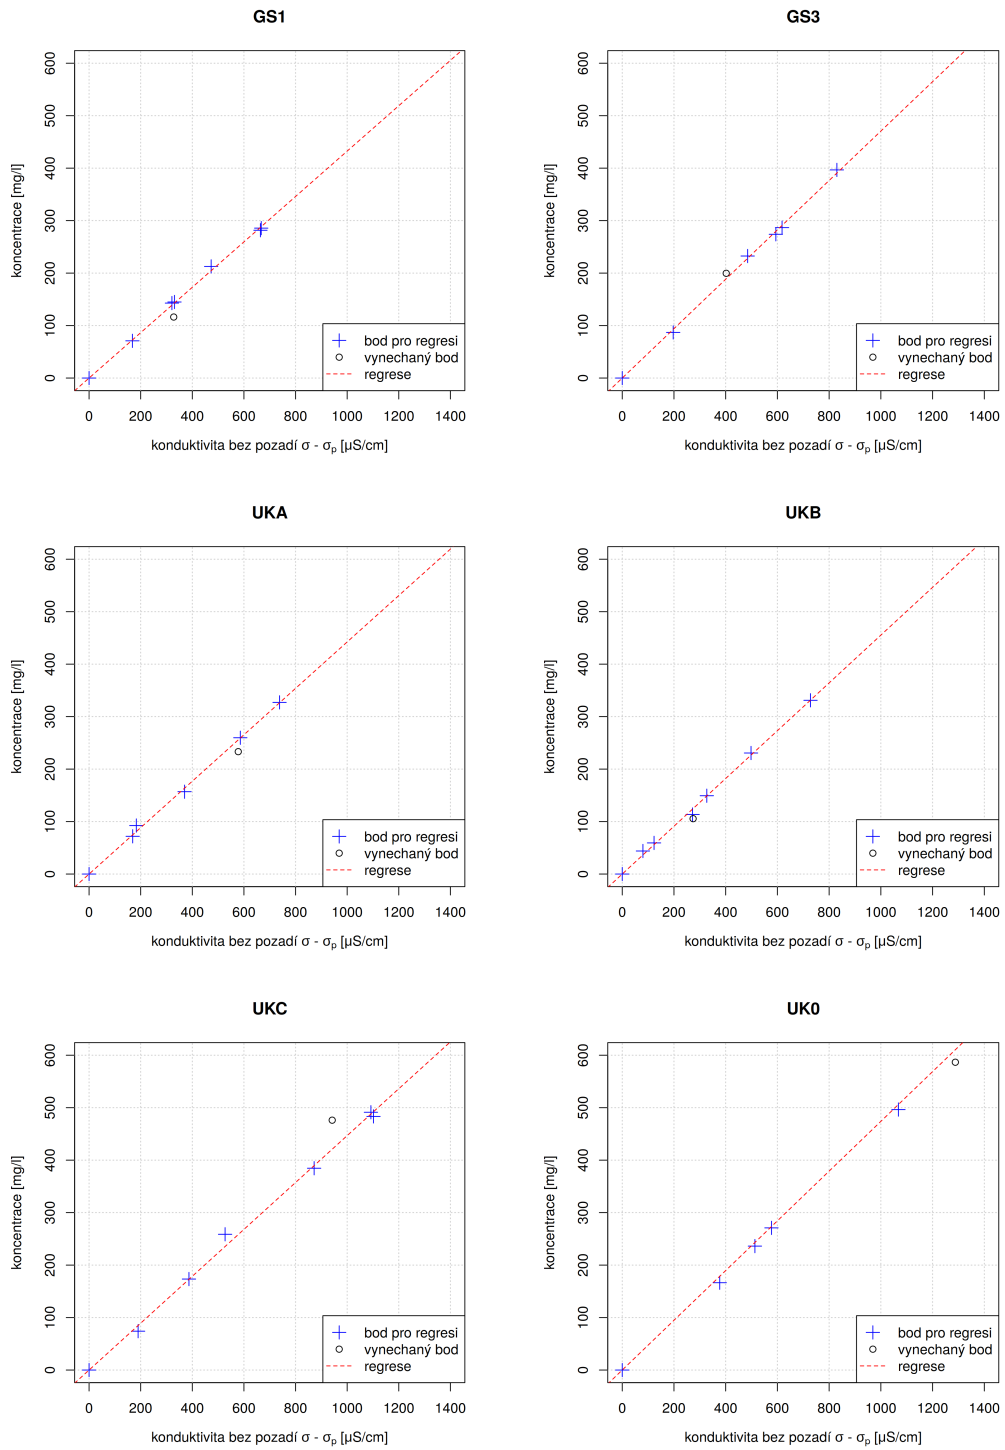 GS1
koncentrace [mg/l]
600
500
400
300
200
100
0
0 200 400 600 800 1000 1200 1400
konduktivita bez pozadí σ - σp [µS/cm]
bod pro regresi
vynechaný bod
regrese
GS3
koncentrace [mg/l]
600
500
400
300
200
100
0
0 200 400 600 800 1000 1200 1400
konduktivita bez pozadí σ - σp [µS/cm]
bod pro regresi
vynechaný bod
regrese
UKA
koncentrace [mg/l]
600
500
400
300
200
100
0
0 200 400 600 800 1000 1200 1400
konduktivita bez pozadí σ - σp [µS/cm]
bod pro regresi
vynechaný bod
regrese
UKB
koncentrace [mg/l]
600
500
400
300
200
100
0
0 200 400 600 800 1000 1200 1400
konduktivita bez pozadí σ - σp [µS/cm]
bod pro regresi
vynechaný bod
regrese
UKC
koncentrace [mg/l]
600
500
400
300
200
100
0
0 200 400 600 800 1000 1200 1400
konduktivita bez pozadí σ - σp [µS/cm]
bod pro regresi
vynechaný bod
regrese
UK0
koncentrace [mg/l]
600
500
400
300
200
100
0
0 200 400 600 800 1000 1200 1400
konduktivita bez pozadí σ - σp [µS/cm]
bod pro regresi
vynechaný bod
regrese